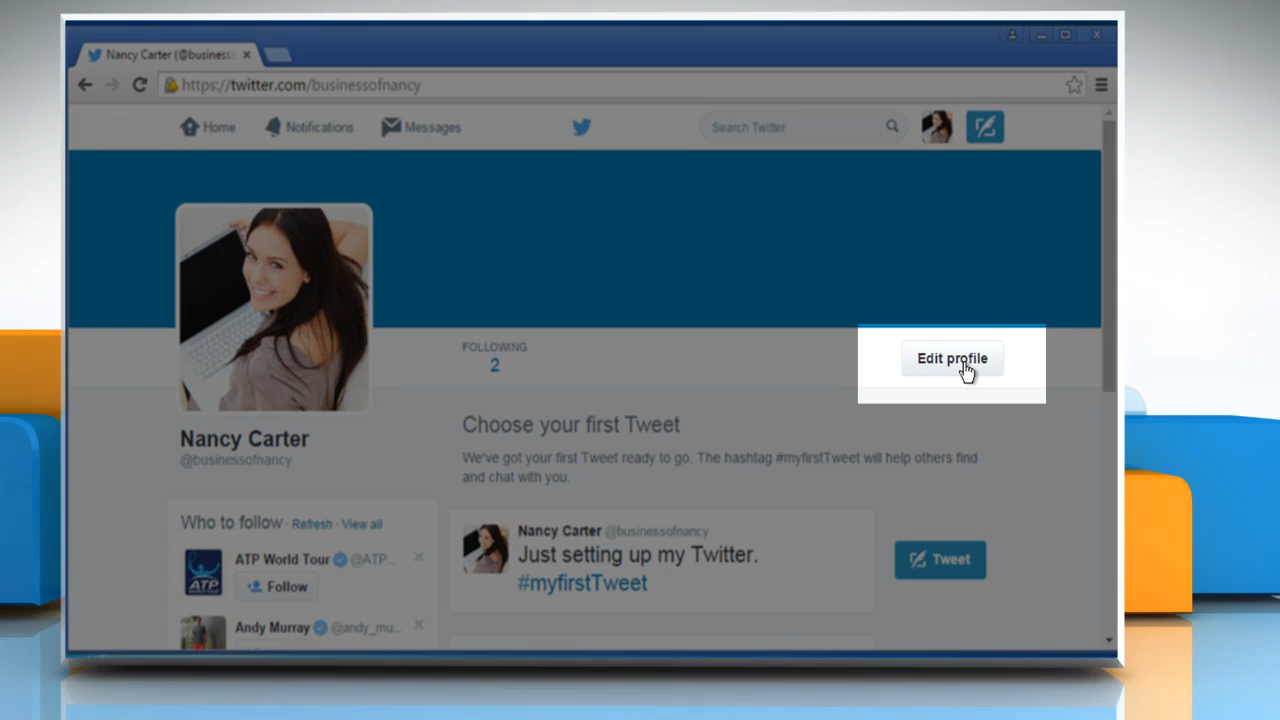 Nancy Carter (@business
https://twitter.com/businessofnancy
Home Notifications Messages Search Twitter
FOLLOWING
2
Edit profile
Nancy Carter
@businessofnancy
Choose your first Tweet
We've got your first Tweet ready to go. The hashtag #myfirstTweet will help others find
and chat with you.
Who to follow · Refresh · View all
ATP World Tour @ATP...
ATP
Follow
Andy Murray @andy_mu...
Nancy Carter @businessofnancy
Just setting up my Twitter.
#myfirstTweet
Tweet